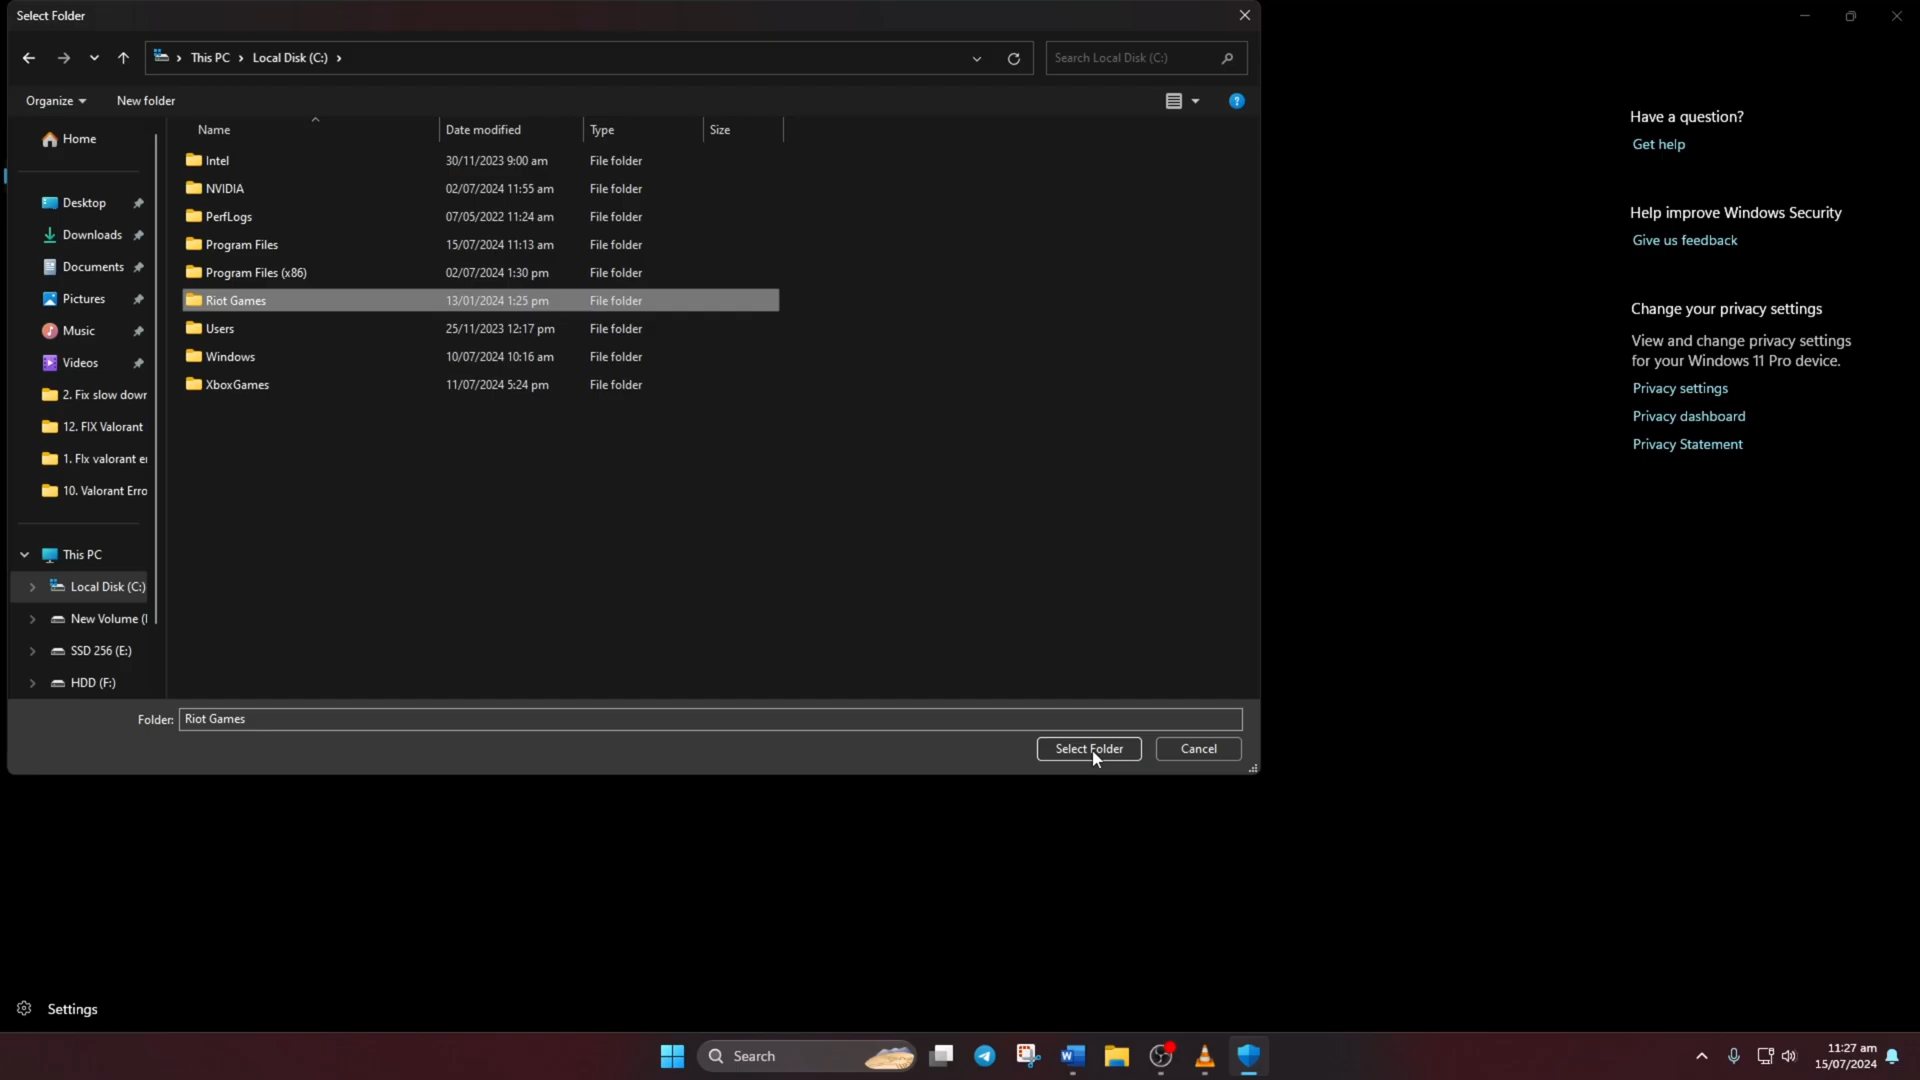 Select Folder
This PC
Local Disk (C:)
Search Local Disk (C:)
Organize
New folder
Name
Date modified
Type
Size
Intel
30/11/2023 9:00 am
File folder
NVIDIA
02/07/2024 11:55 am
File folder
PerfLogs
07/05/2022 11:24 am
File folder
Program Files
15/07/2024 11:13 am
File folder
Program Files (x86)
02/07/2024 1:30 pm
File folder
Riot Games
13/01/2024 1:25 pm
File folder
Users
25/11/2023 12:17 pm
File folder
Windows
10/07/2024 10:16 am
File folder
XboxGames
11/07/2024 5:24 pm
File folder
Home
Desktop
Downloads
Documents
Pictures
Music
Videos
2. Fix slow down
12. FIX Valorant
1. FIx valorant er
10. Valorant Erro
This PC
Local Disk (C:)
New Volume (
SSD 256 (E:)
HDD (F:)
Folder:
Riot Games
Select Folder
Cancel
Have a question?
Get help
Help improve Windows Security
Give us feedback
Change your privacy settings
View and change privacy settings
for your Windows 11 Pro device.
Privacy settings
Privacy dashboard
Privacy Statement
Settings
Search
11:27 am
15/07/2024